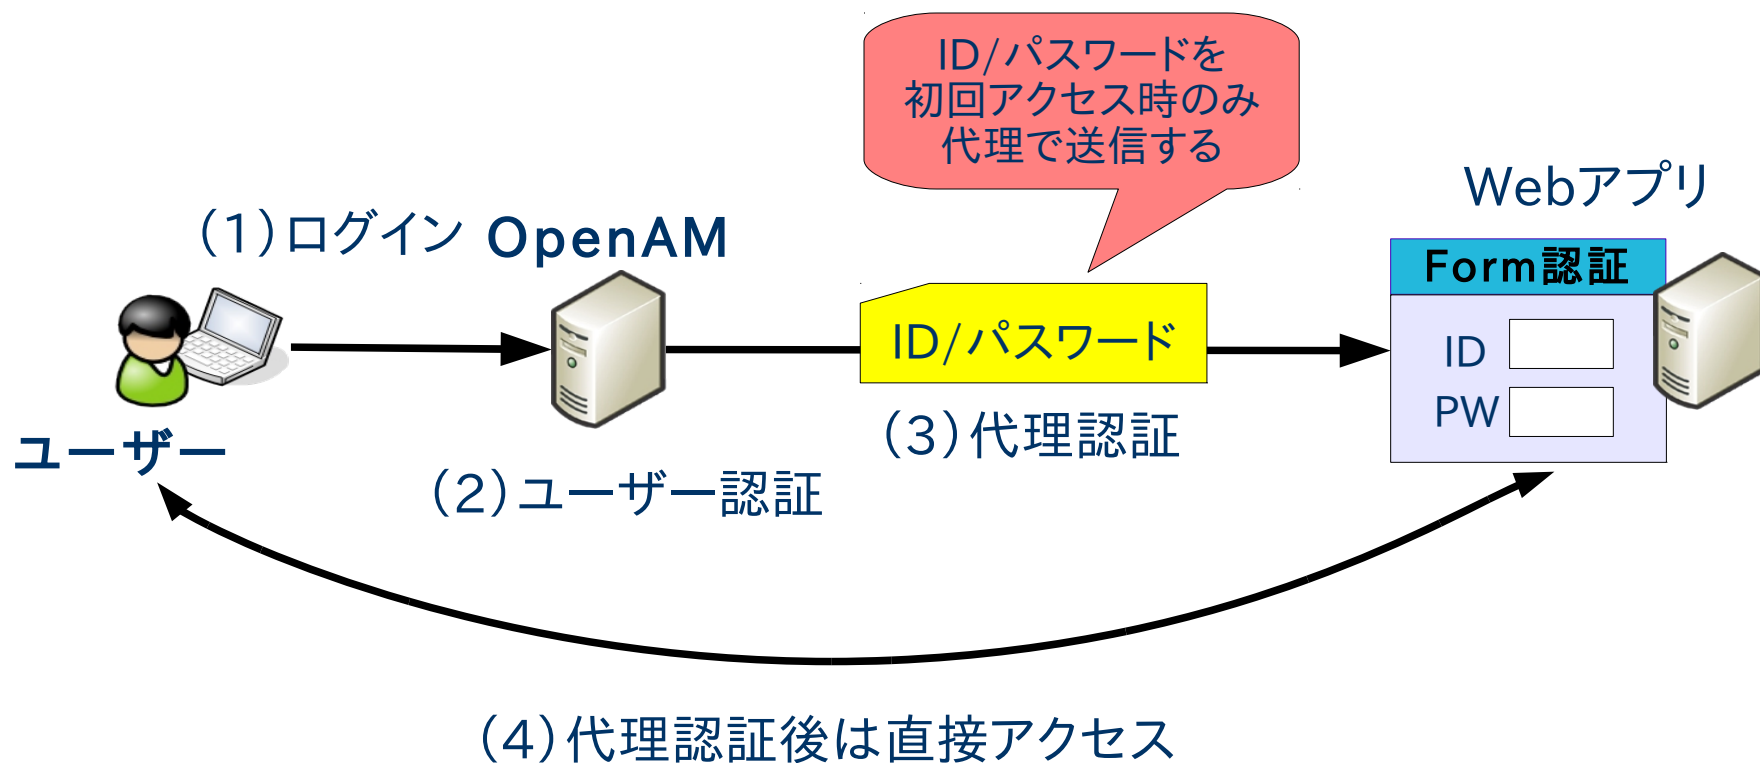 ID/パスワードを
初回アクセス時のみ
代理で送信する
Webアプリ
(1)ログイン
OpenAM
Form認証
ID/パスワード
ID
PW
(3)代理認証
ユーザー
(2)ユーザー認証
(4)代理認証後は直接アクセス